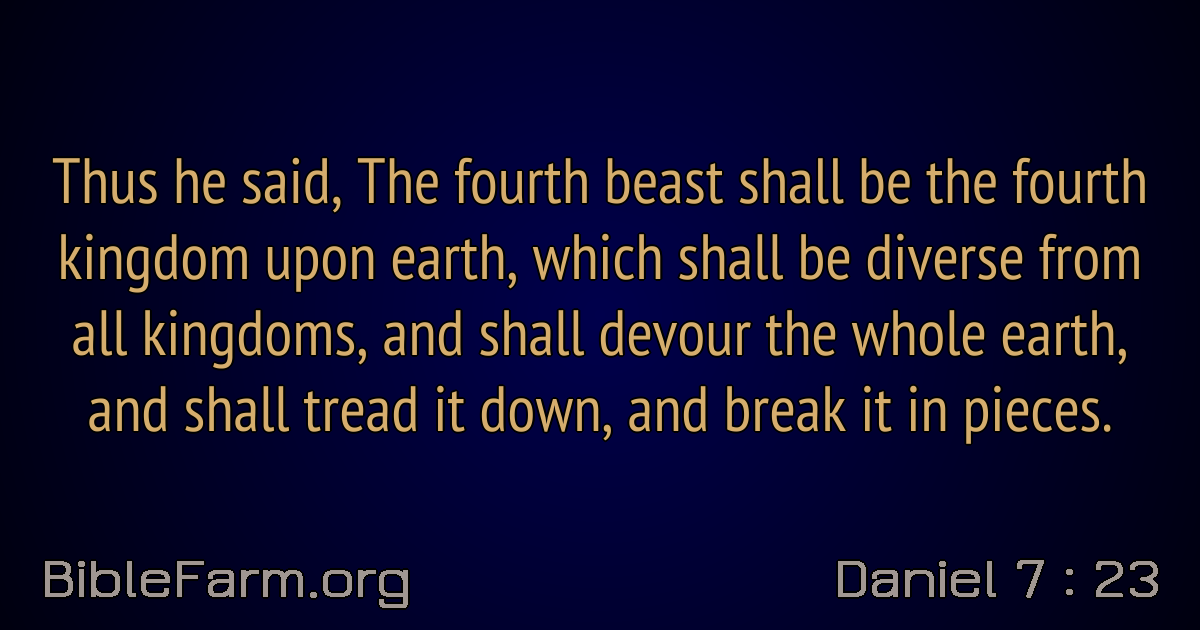 Thus he said, The fourth beast shall be the fourth
kingdom upon earth, which shall be diverse from
all kingdoms, and shall devour the whole earth,
and shall tread it down, and break it in pieces.
BibleFarm.org
Daniel 7 : 23